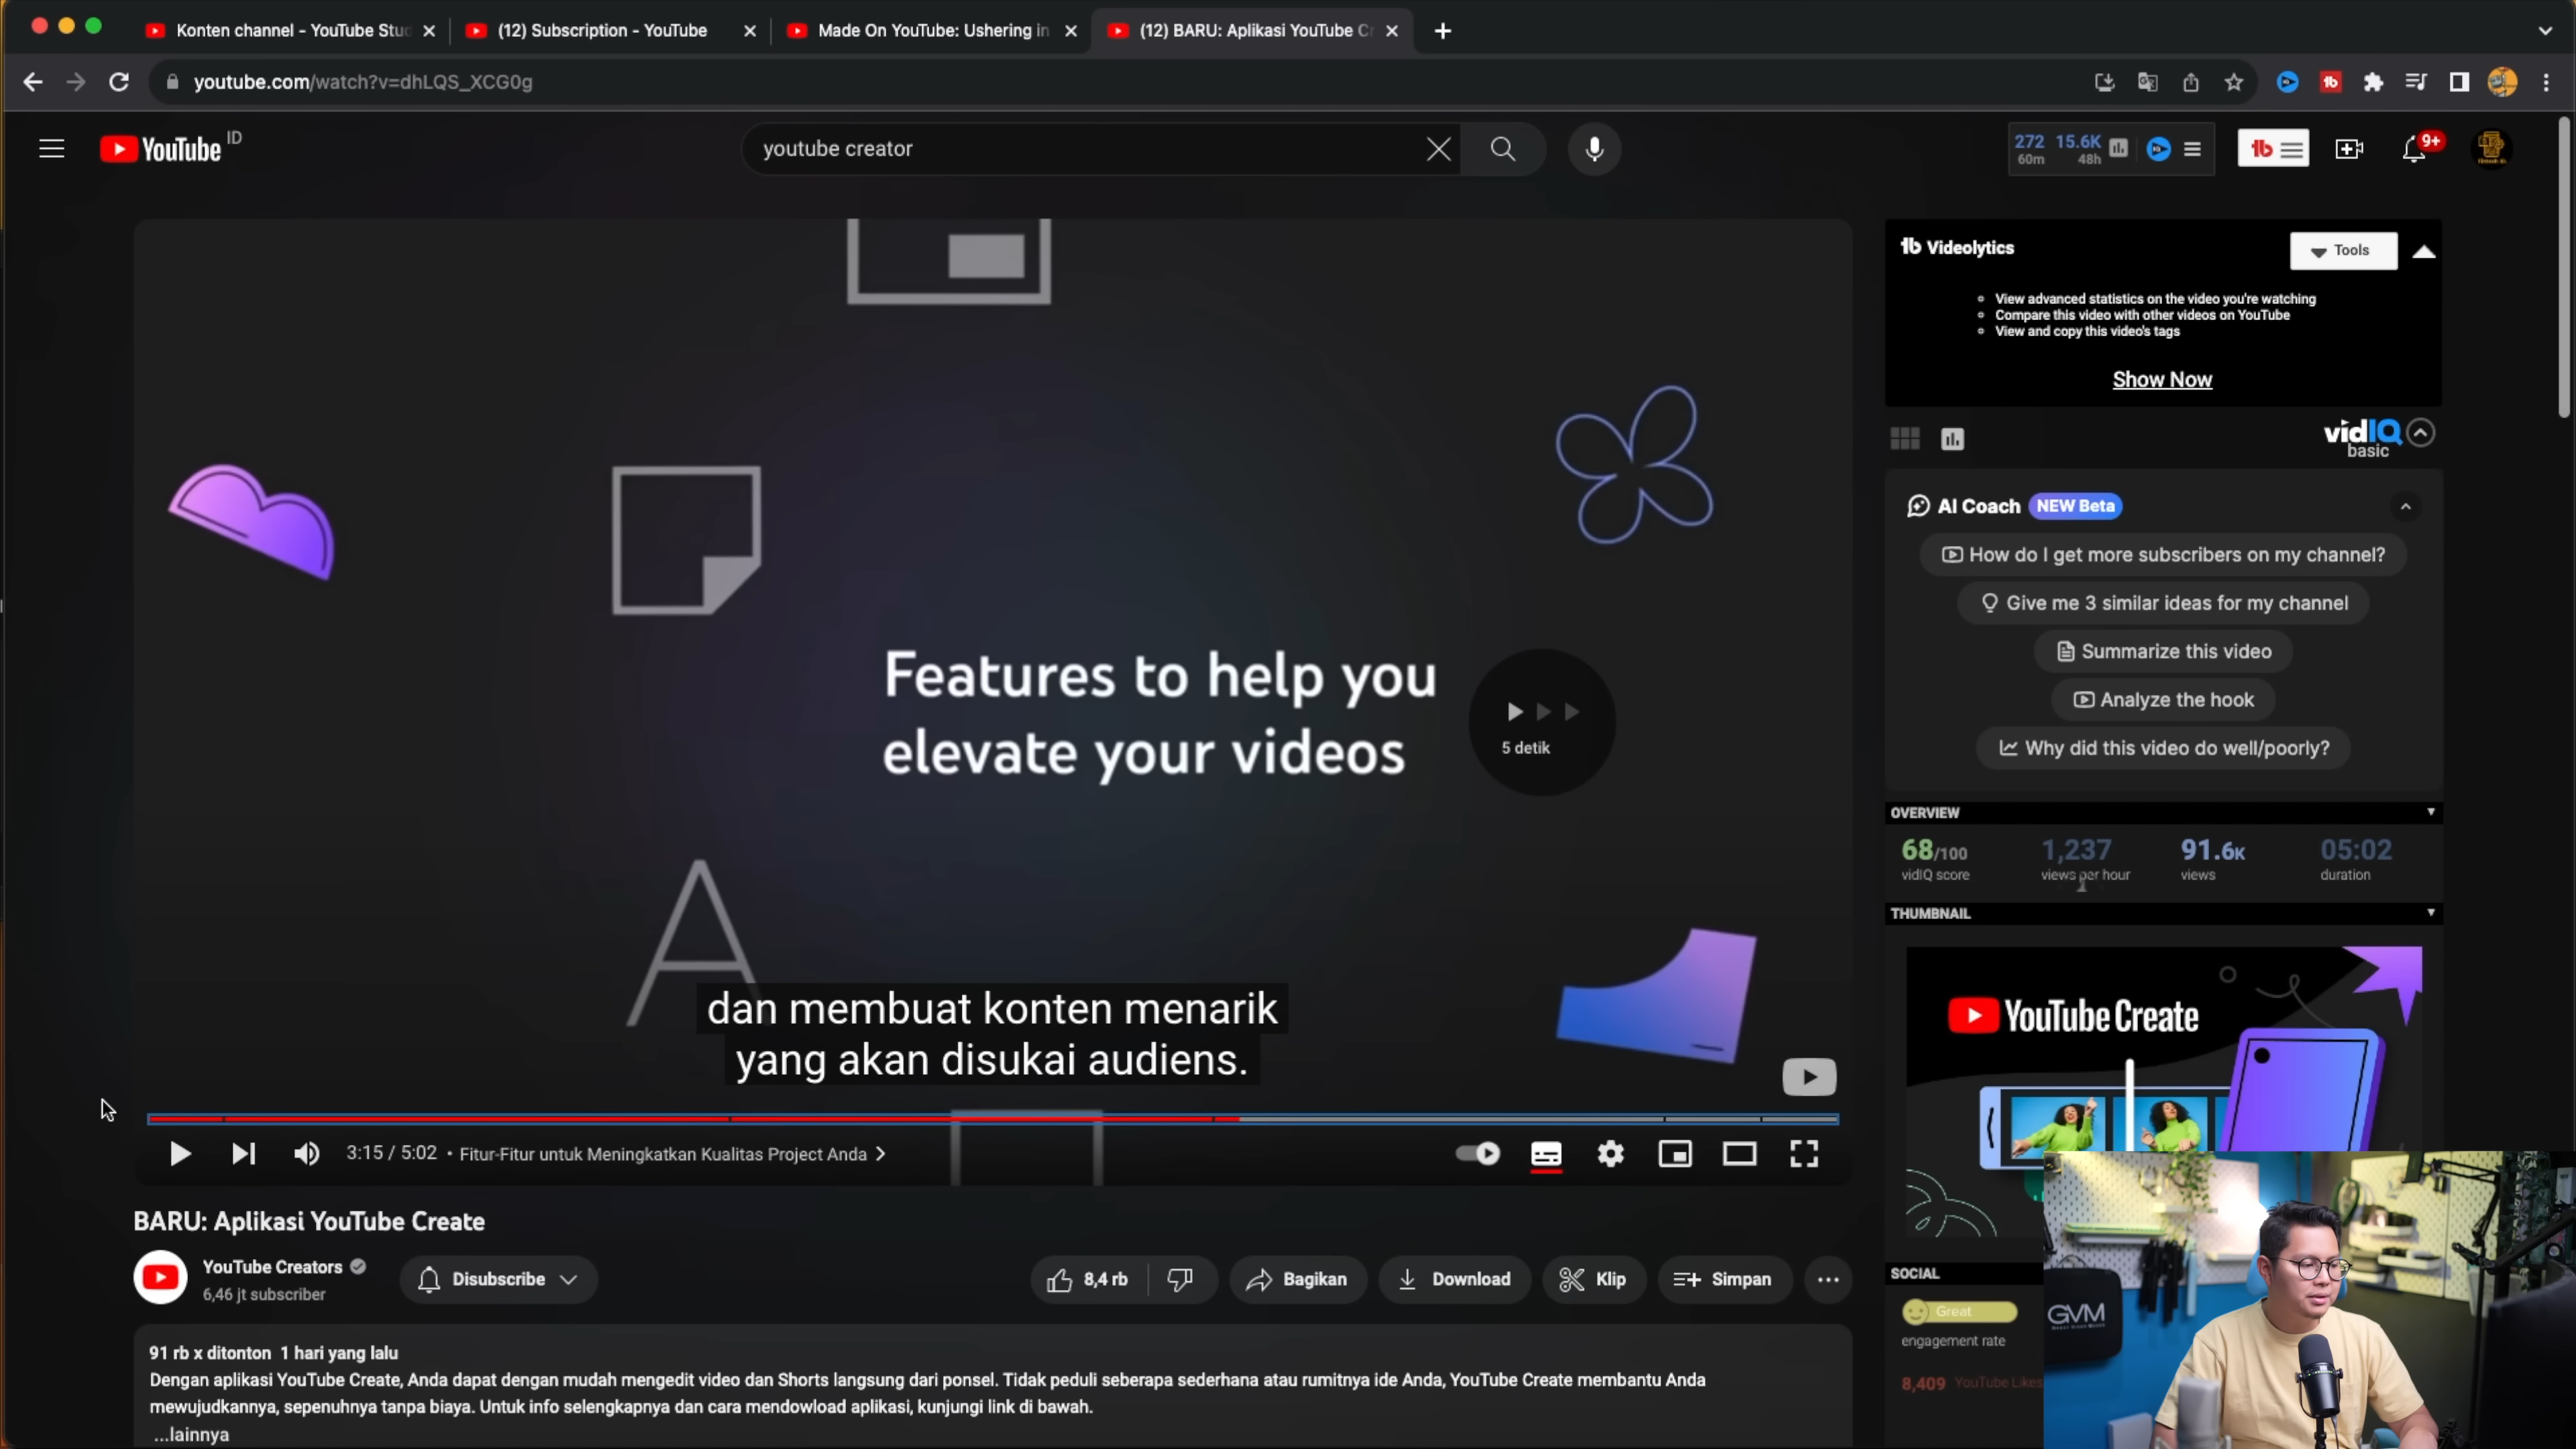 Konten channel - YouTube Stu
(12) Subscription - YouTube
Made On YouTube: Ushering in
(12) BARU: Aplikasi YouTube Cr
youtube.com/watch?v=dhLQS_XCG0g
YouTube ID
youtube creator
272 15.6K
60m 48h
9+
Features to help you
elevate your videos
5 detik
A
dan membuat konten menarik
yang akan disukai audiens.
3:15 / 5:02 • Fitur-Fitur untuk Meningkatkan Kualitas Project Anda
BARU: Aplikasi YouTube Create
YouTube Creators
6,46 jt subscriber
Disubscribe
8,4 rb
Bagikan
Download
Klip
Simpan
91 rb x ditonton 1 hari yang lalu
Dengan aplikasi YouTube Create, Anda dapat dengan mudah mengedit video dan Shorts langsung dari ponsel. Tidak peduli seberapa sederhana atau rumitnya ide Anda, YouTube Create membantu Anda
mewujudkannya, sepenuhnya tanpa biaya. Untuk info selengkapnya dan cara mendowload aplikasi, kunjungi link di bawah.
...lainnya
tb Videolytics
Tools
View advanced statistics on the video you're watching
Compare this video with other videos on YouTube
View and copy this video's tags
Show Now
vidIQ
basic
AI Coach NEW Beta
How do I get more subscribers on my channel?
Give me 3 similar ideas for my channel
Summarize this video
Analyze the hook
Why did this video do well/poorly?
OVERVIEW
68/100 1,237 91.6K 05:02
vidIQ score views per hour views duration
THUMBNAIL
YouTube Create
SOCIAL
Great
engagement rate
8,409 YouTube Likes
GVM